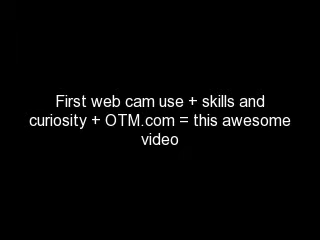 First web cam use + skills and
curiosity + OTM.com = this awesome
video